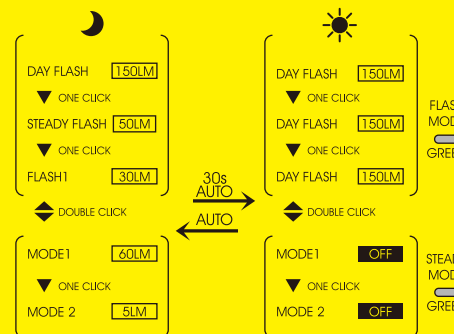 DAY FLASH 150LM
ONE CLICK
STEADY FLASH 50LM
ONE CLICK
FLASH1 30LM
DOUBLE CLICK
MODE1 60LM
ONE CLICK
MODE 2 5LM
30s
AUTO
AUTO
DAY FLASH 150LM
ONE CLICK
DAY FLASH 150LM
ONE CLICK
DAY FLASH 150LM
DOUBLE CLICK
MODE1 OFF
ONE CLICK
MODE 2 OFF